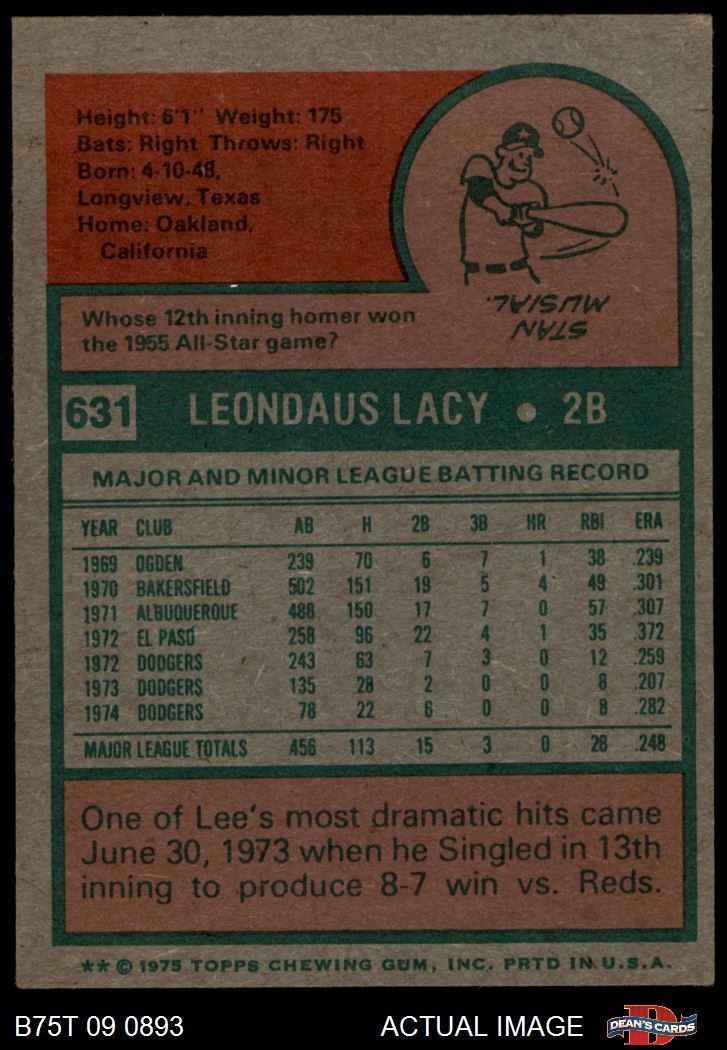 Height: 6'1" Weight: 175
Bats: Right Throws: Right
Born: 4-10-48,
Longview, Texas
Home: Oakland,
California
STAN
MUSIAL.
Whose 12th inning homer won
the 1955 All-Star game?
631 LEONDAUS LACY • 2B
MAJOR AND MINOR LEAGUE BATTING RECORD
YEAR CLUB AB H 2B 3B HR RBI ERA
1969 OGDEN 239 70 6 7 1 38 .239
1970 BAKERSFIELD 502 151 19 5 4 49 .301
1971 ALBUQUERQUE 488 150 17 7 0 57 .307
1972 EL PASO 258 96 22 4 1 35 .372
1972 DODGERS 243 63 7 3 0 12 .259
1973 DODGERS 135 28 2 0 0 8 .207
1974 DODGERS 78 22 6 0 0 8 .282
MAJOR LEAGUE TOTALS 456 113 15 3 0 28 .248
One of Lee's most dramatic hits came
June 30, 1973 when he Singled in 13th
inning to produce 8-7 win vs. Reds.
** © 1975 TOPPS CHEWING GUM, INC. PRTD IN U.S.A.
B75T 09 0893 ACTUAL IMAGE
D
DEAN'S CARDS